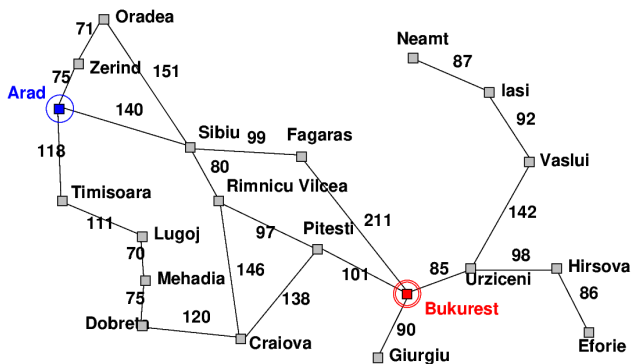 Oradea
71
Neamt
87
Zerind
75
151
Arad
Iasi
140
92
Sibiu
99
Fagaras
118
80
Vaslui
Timisoara
Rimnicu Vilcea
211
142
111
97
Pitesti
Lugoj
70
98
146
101
85
Hirsova
Mehadia
Urziceni
75
138
86
Bukurest
120
Dobreta
90
Craiova
Eforie
Giurgiu